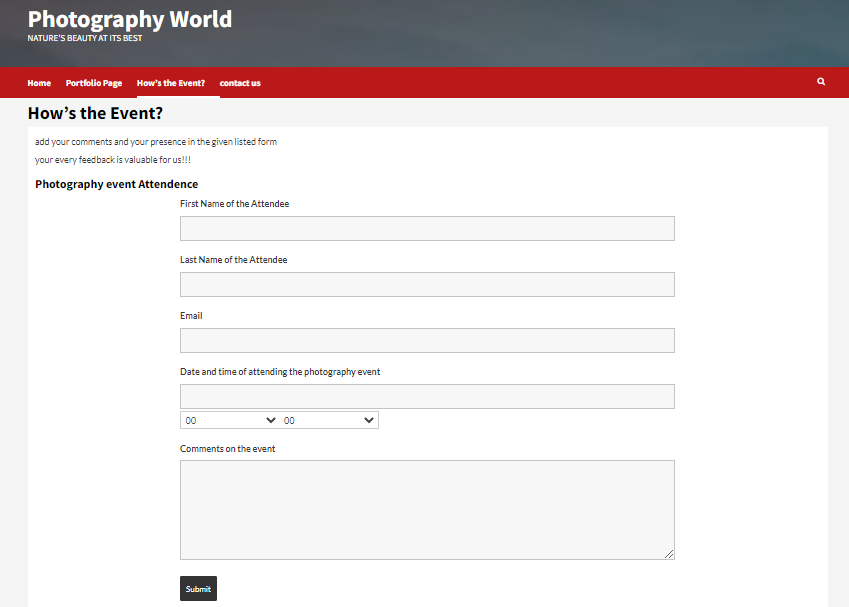 Photography World
NATURE'S BEAUTY AT ITS BEST
Home Portfolio Page How's the Event? contact us
How's the Event?
add your comments and your presence in the given listed form
your every feedback is valuable for us!!!
Photography event Attendence
First Name of the Attendee
Last Name of the Attendee
Email
Date and time of attending the photography event
00 00
Comments on the event
Submit